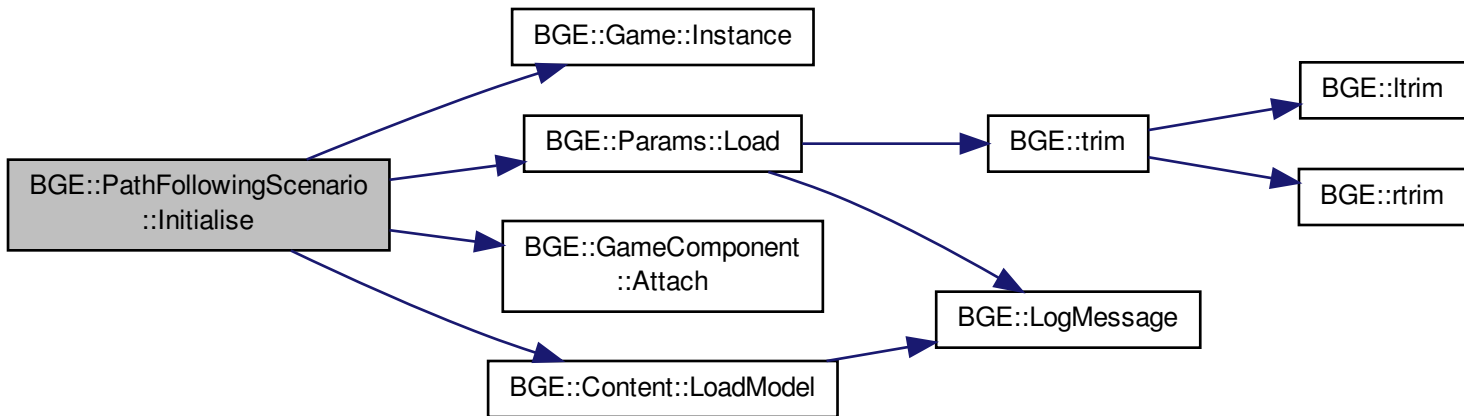 BGE::PathFollowingScenario
::Initialise
BGE::Game::Instance
BGE::Params::Load
BGE::GameComponent
::Attach
BGE::Content::LoadModel
BGE::trim
BGE::LogMessage
BGE::ltrim
BGE::rtrim